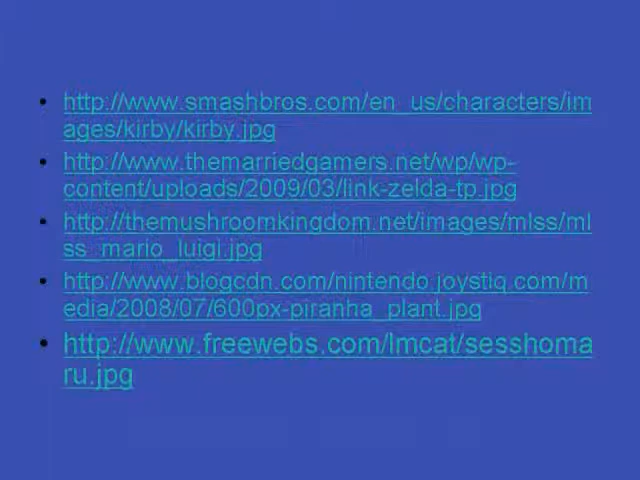 http://www.smashbros.com/en_us/characters/im
ages/kirby/kirby.jpg
http://www.themarriedgamers.net/wp/wp-
content/uploads/2009/03/link-zelda-tp.jpg
http://themushroomkingdom.net/images/mlss/ml
ss_mario_luigi.jpg
http://www.blogcdn.com/nintendo.joystiq.com/m
edia/2008/07/600px-piranha_plant.jpg
http://www.freewebs.com/lmcat/sesshoma
ru.jpg